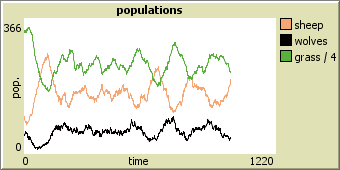 populations
366
pop.
0
0
time
1220
sheep
wolves
grass / 4